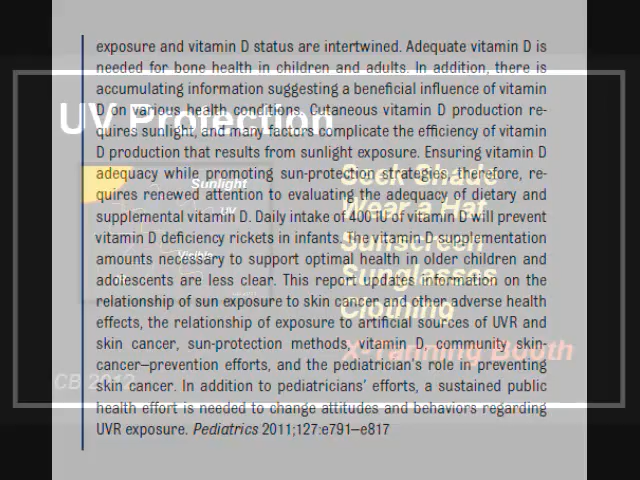 exposure and vitamin D status are intertwined. Adequate vitamin D is
needed for bone health in children and adults. In addition, there is
accumulating information suggesting a beneficial influence of vitamin
D on various health conditions. Cutaneous vitamin D production re-
quires sunlight, and many factors complicate the efficiency of vitamin
D production that results from sunlight exposure. Ensuring vitamin D
adequacy while promoting sun-protection strategies, therefore, re-
quires renewed attention to evaluating the adequacy of dietary and
supplemental vitamin D. Daily intake of 400 IU of vitamin D will prevent
vitamin D deficiency rickets in infants. The vitamin D supplementation
amounts necessary to support optimal health in older children and
adolescents are less clear. This report updates information on the
relationship of sun exposure to skin cancer and other adverse health
effects, the relationship of exposure to artificial sources of UVR and
skin cancer, sun-protection methods, vitamin D, community skin-
cancer–prevention efforts, and the pediatrician's role in preventing
skin cancer. In addition to pediatricians' efforts, a sustained public
health effort is needed to change attitudes and behaviors regarding
UVR exposure. Pediatrics 2011;127:e791–e817
UV Protection
Sunlight
UV
Visible
Seek Shade
Wear a Hat
Sunscreen
Sunglasses
Clothing
X-Tanning Booth
CB 2012